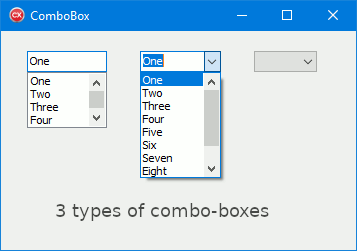 ComboBox
One
One
Two
Three
Four
One
One
Two
Three
Four
Five
Six
Seven
Eight
3 types of combo-boxes